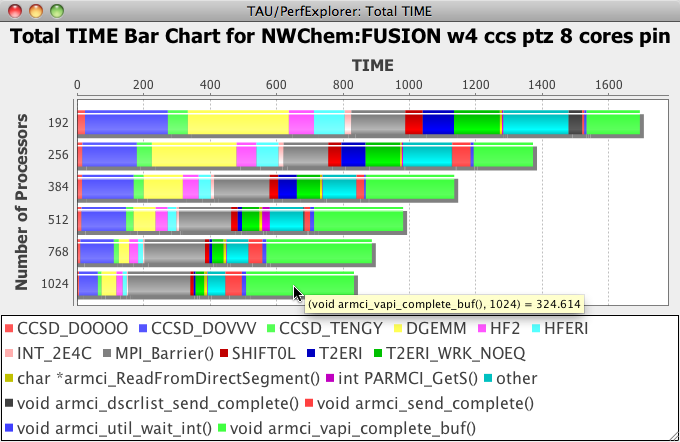 TAU/PerfExplorer: Total TIME
Total TIME Bar Chart for NWChem:FUSION w4 ccs ptz 8 cores pin
TIME
0 200 400 600 800 1000 1200 1400 1600
Number of Processors
192
256
384
512
768
1024
(void armci_vapi_complete_buf(), 1024) = 324.614
CCSD_DOOOO CCSD_DOVVV CCSD_TENGY DGEMM HF2 HFERI
INT_2E4C MPI_Barrier() SHIFT0L T2ERI T2ERI_WRK_NOEQ
char *armci_ReadFromDirectSegment() int PARMCI_GetS() other
void armci_dscrlist_send_complete() void armci_send_complete()
void armci_util_wait_int() void armci_vapi_complete_buf()